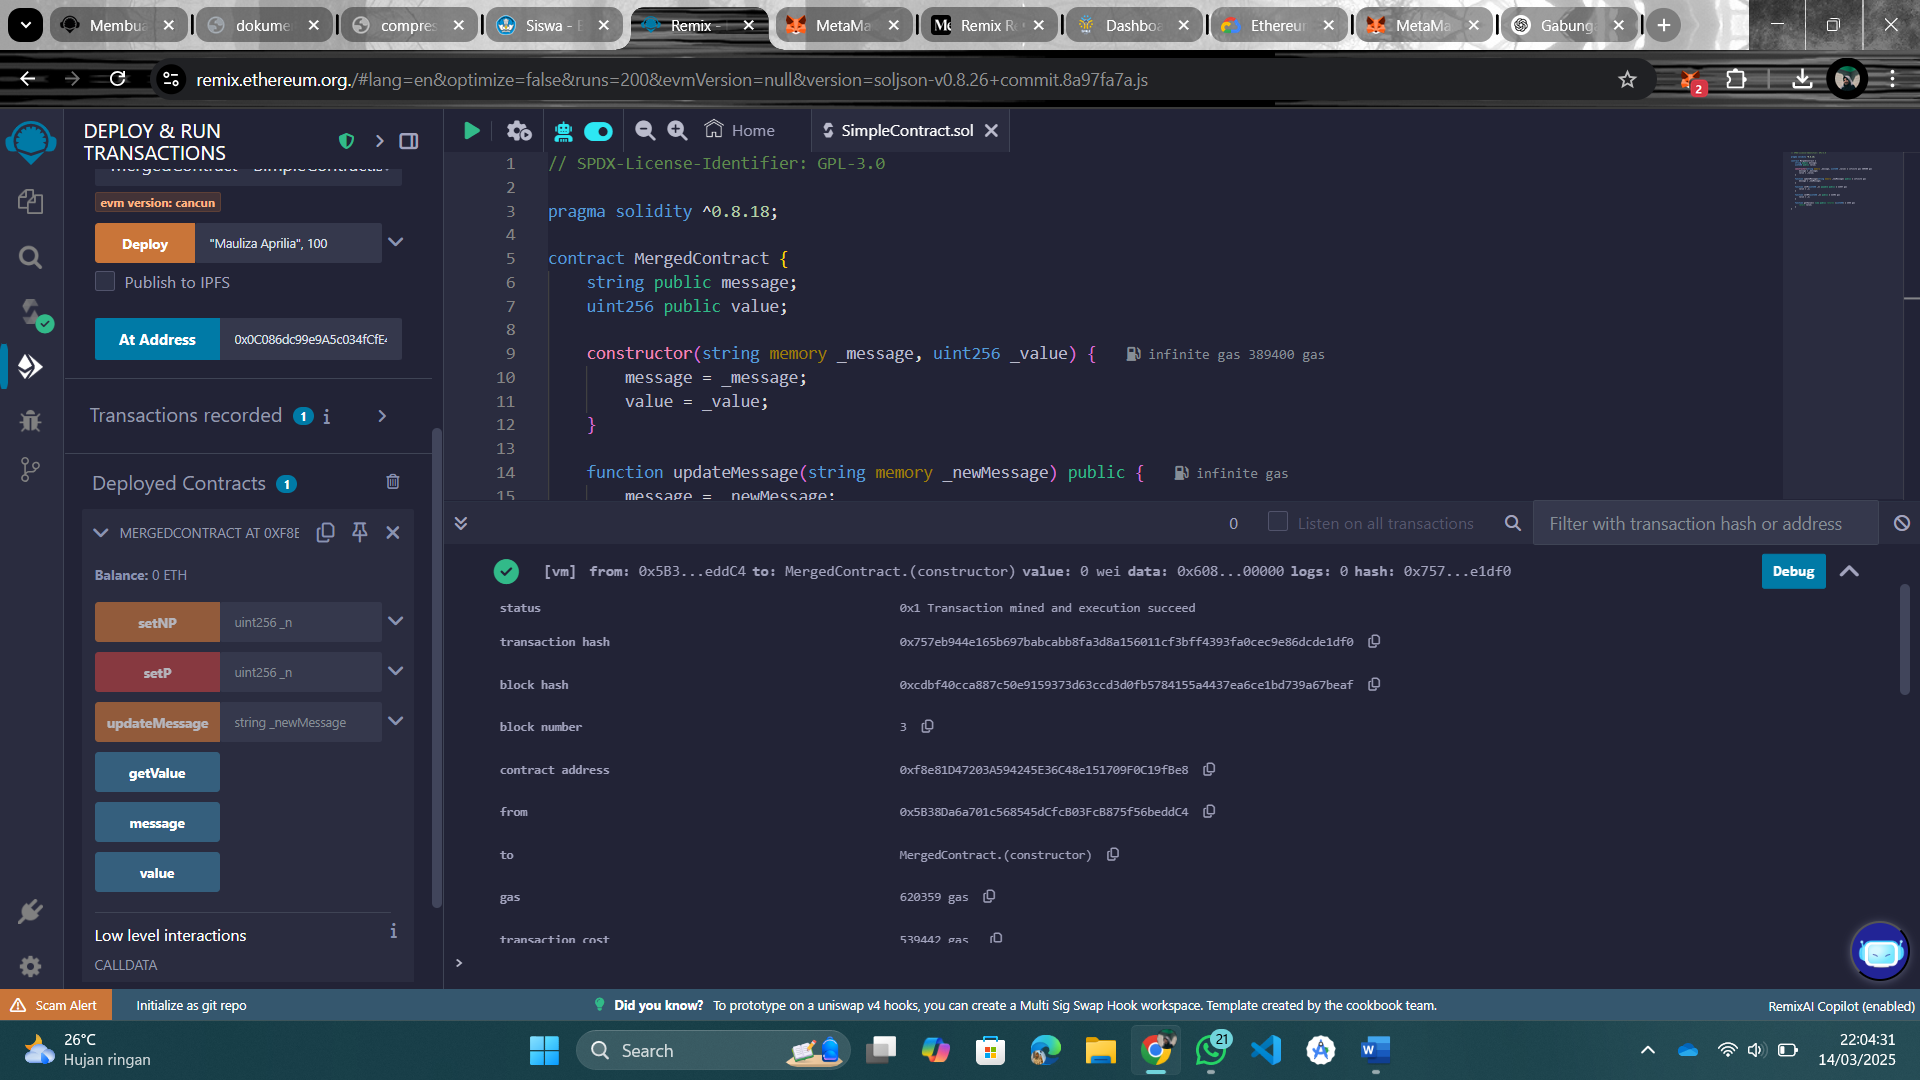 Membua
dokume
compres
Siswa - 
Remix -
MetaMa
Remix R
Dashbo
Ethereu
MetaMa
Gabung
remix.ethereum.org./#lang=en&optimize=false&runs=200&evmVersion=null&version=soljson-v0.8.26+commit.8a97fa7a.js
2
DEPLOY & RUN
TRANSACTIONS
evm version: cancun
Deploy
"Mauliza Aprilia", 100
Publish to IPFS
At Address
0x0C086dc99e9A5c034fCfE4
Transactions recorded 1 i
Deployed Contracts 1
MERGEDCONTRACT AT 0XF8E
Balance: 0 ETH
setNP
uint256 _n
setP
uint256 _n
updateMessage
string _newMessage
getValue
message
value
Low level interactions
i
CALLDATA
Home
SimpleContract.sol
1 // SPDX-License-Identifier: GPL-3.0
2
3 pragma solidity ^0.8.18;
4
5 contract MergedContract {
6 string public message;
7 uint256 public value;
8
9 constructor(string memory _message, uint256 _value) { infinite gas 389400 gas
10 message = _message;
11 value = _value;
12 }
13
14 function updateMessage(string memory _newMessage) public { infinite gas
15 message = _newMessage;
0
Listen on all transactions
Filter with transaction hash or address
[vm] from: 0x5B3...eddC4 to: MergedContract.(constructor) value: 0 wei data: 0x608...00000 logs: 0 hash: 0x757...e1df0
Debug
status 0x1 Transaction mined and execution succeed
transaction hash 0x757eb944e165b697babcabb8fa3d8a156011cf3bff4393fa0cec9e86dcde1df0
block hash 0xcdbf40cca887c50e9159373d63ccd3d0fb5784155a4437ea6ce1bd739a67beaf
block number 3
contract address 0xf8e81D47203A594245E36C48e151709F0C19fBe8
from 0x5B38Da6a701c568545dCfcB03FcB875f56beddC4
to MergedContract.(constructor)
gas 620359 gas
transaction cost 539442 gas
>
Scam Alert
Initialize as git repo
Did you know? To prototype on a uniswap v4 hooks, you can create a Multi Sig Swap Hook workspace. Template created by the cookbook team.
RemixAI Copilot (enabled)
26°C
Hujan ringan
Search
21
22:04:31
14/03/2025